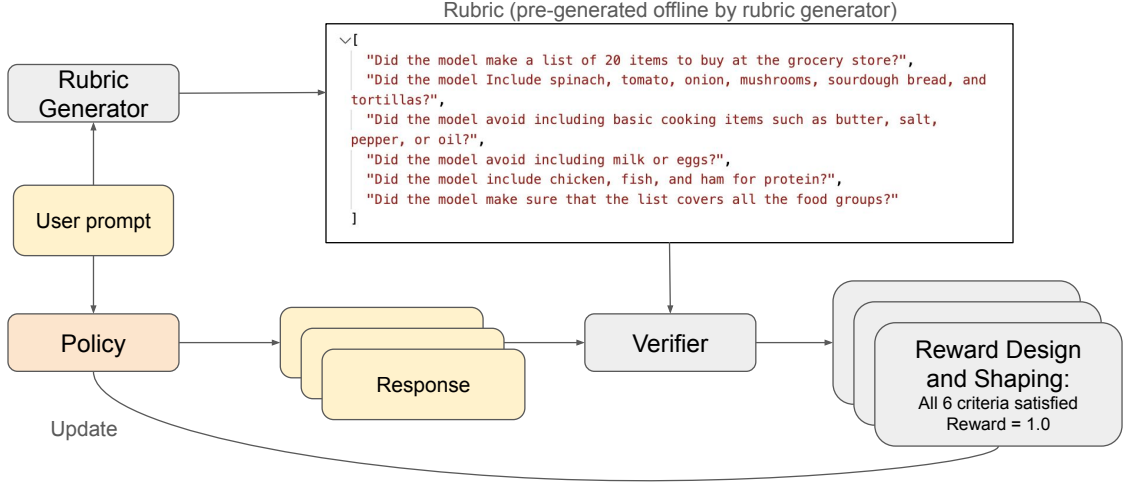 Rubric (pre-generated offline by rubric generator)
[
"Did the model make a list of 20 items to buy at the grocery store?",
"Did the model Include spinach, tomato, onion, mushrooms, sourdough bread, and
tortillas?",
"Did the model avoid including basic cooking items such as butter, salt,
pepper, or oil?",
"Did the model avoid including milk or eggs?",
"Did the model include chicken, fish, and ham for protein?",
"Did the model make sure that the list covers all the food groups?"
]
Rubric
Generator
User prompt
Policy
Response
Verifier
Reward Design
and Shaping:
All 6 criteria satisfied
Reward = 1.0
Update